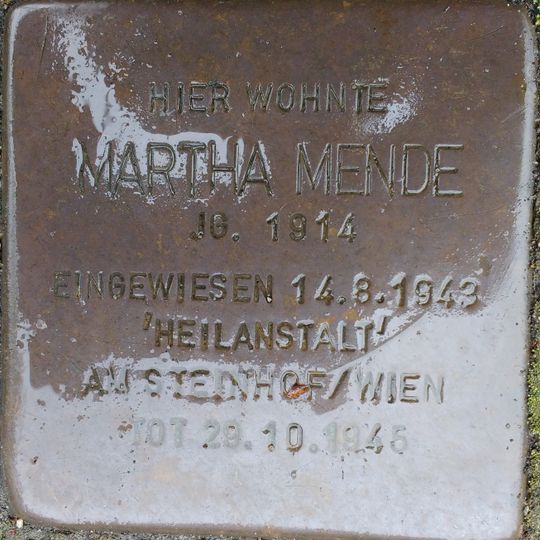 HIER WOHNTE
MARTHA MENDE
JG. 1914
EINGEWIESEN 14.8.1943
'HEILANSTALT'
AM STEINHOF/WIEN
TOT 29.10.1945